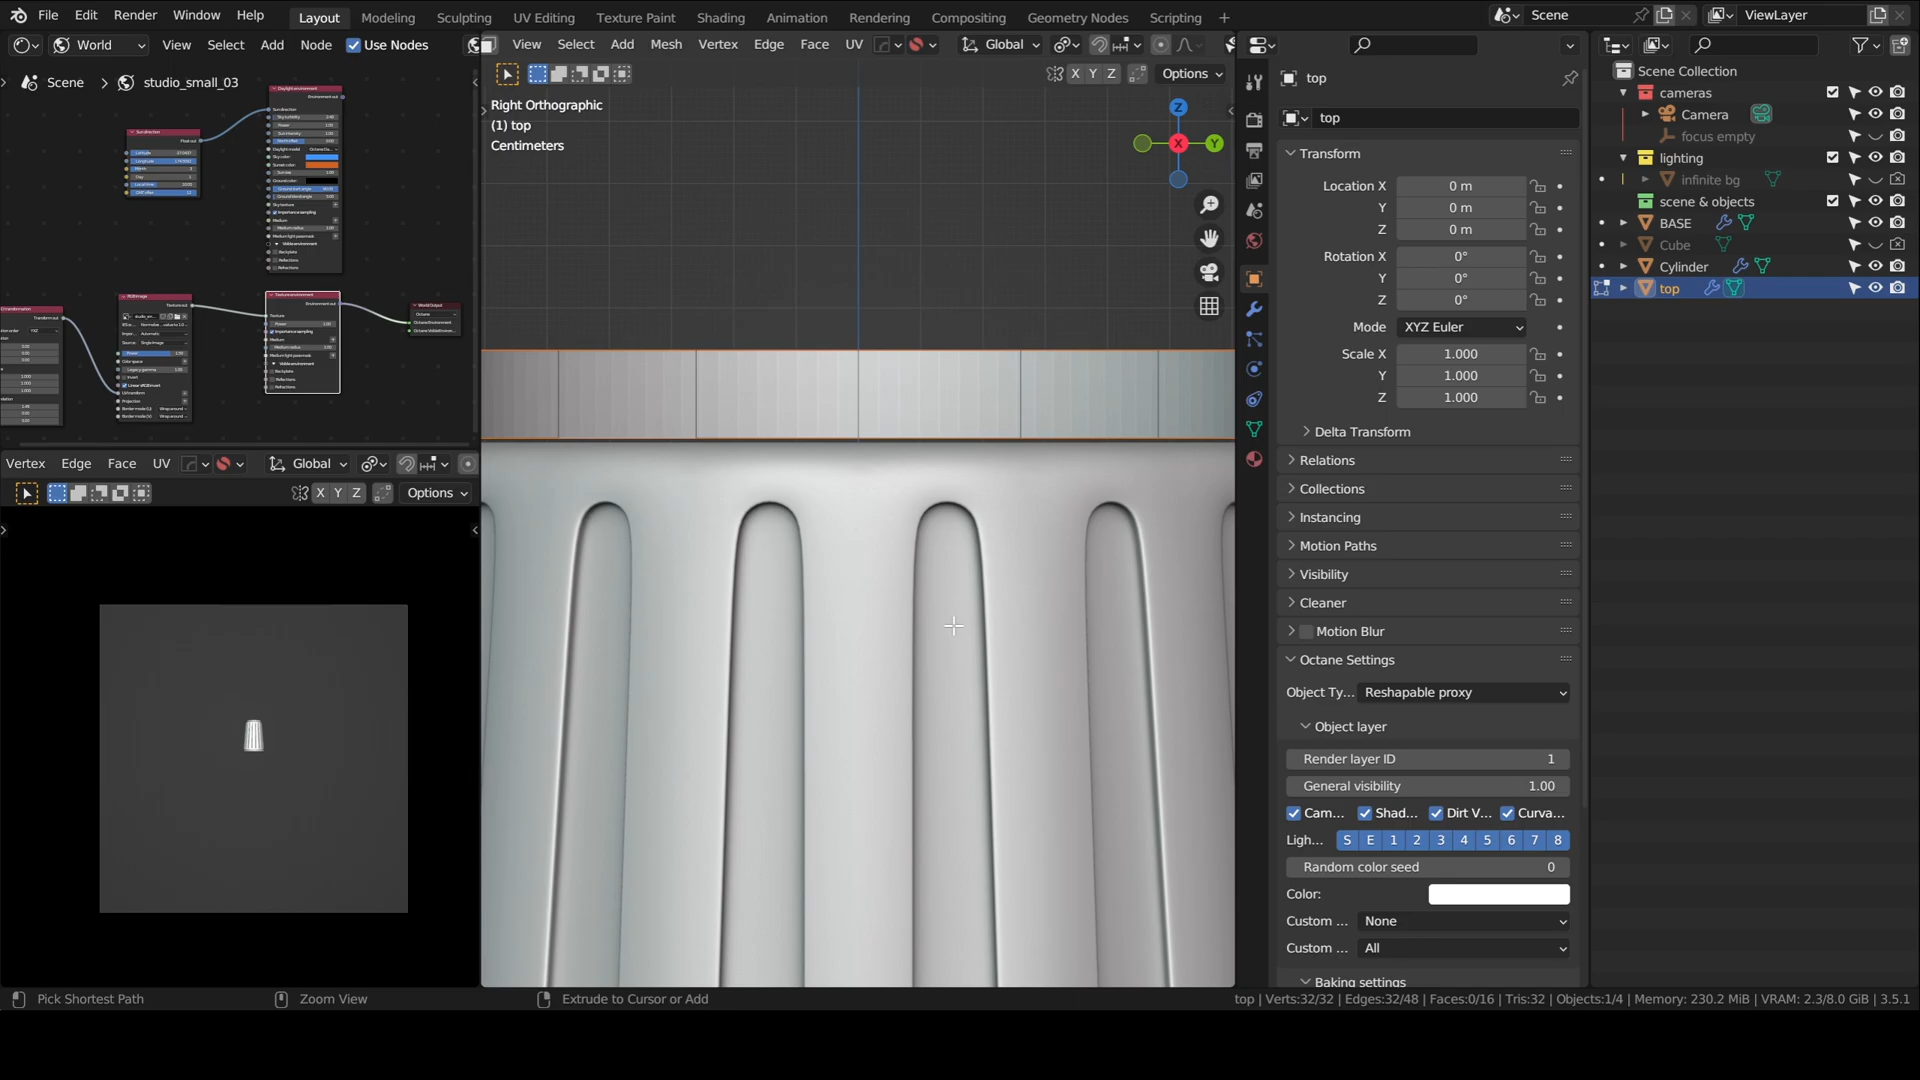 File Edit Render Window Help Layout Modeling Sculpting UV Editing Texture Paint Shading Animation Rendering Compositing Geometry Nodes Scripting + Scene ViewLayer
World View Select Add Node Use Nodes
View Select Add Mesh Vertex Edge Face UV Global
Scene > studio_small_03
X Y Z Options
Right Orthographic
(1) top
Centimeters
Z
X
Y
Vertex Edge Face UV Global
X Y Z Options
top
top
Transform
Location X 0 m
Y 0 m
Z 0 m
Rotation X 0°
Y 0°
Z 0°
Mode XYZ Euler
Scale X 1.000
Y 1.000
Z 1.000
Delta Transform
Relations
Collections
Instancing
Motion Paths
Visibility
Cleaner
Motion Blur
Octane Settings
Object Ty... Reshapable proxy
Object layer
Render layer ID 1
General visibility 1.00
Cam... Shad... Dirt V... Curva...
Ligh... S E 1 2 3 4 5 6 7 8
Random color seed 0
Color:
Custom ... None
Custom ... All
Baking settings
Scene Collection
cameras
Camera
focus empty
lighting
infinite bg
scene & objects
BASE
Cube
Cylinder
top
Pick Shortest Path Zoom View Extrude to Cursor or Add top | Verts:32/32 | Edges:32/48 | Faces:0/16 | Tris:32 | Objects:1/4 | Memory: 230.2 MiB | VRAM: 2.3/8.0 GiB | 3.5.1